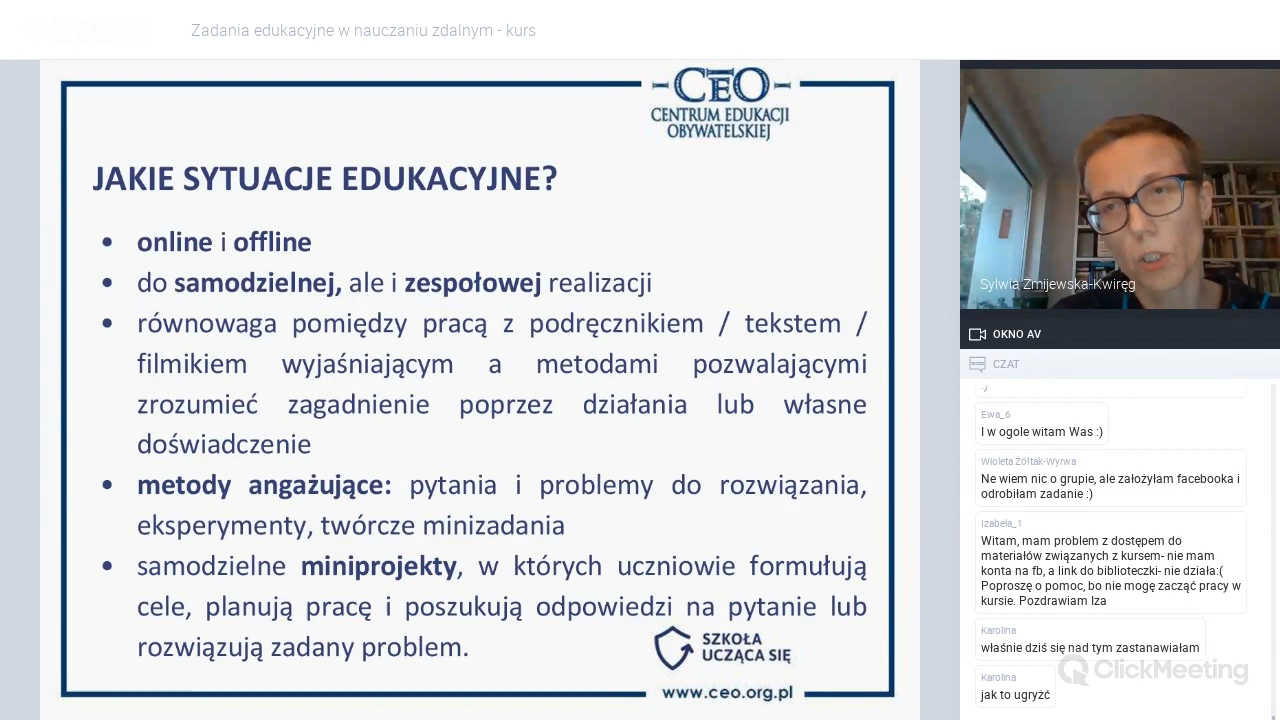 Zadania edukacyjne w nauczaniu zdalnym - kurs
CEO
CENTRUM EDUKACJI
OBYWATELSKIEJ
JAKIE SYTUACJE EDUKACYJNE?
• online i offline
• do samodzielnej, ale i zespołowej realizacji
• równowaga pomiędzy pracą z podręcznikiem / tekstem /
filmikiem wyjaśniającym a metodami pozwalającymi
zrozumieć zagadnienie poprzez działania lub własne
doświadczenie
• metody angażujące: pytania i problemy do rozwiązania,
eksperymenty, twórcze minizadania
• samodzielne miniprojekty, w których uczniowie formułują
cele, planują pracę i poszukują odpowiedzi na pytanie lub
rozwiązują zadany problem.
SZKOŁA
UCZĄCA SIĘ
www.ceo.org.pl
Sylwia Żmijewska-Kwiręg
OKNO AV
CZAT
:)
Ewa_6
I w ogole witam Was :)
Wioleta Żółtak-Wyrwa
Ne wiem nic o grupie, ale założyłam facebooka i
odrobiłam zadanie :)
Izabela_1
Witam, mam problem z dostępem do
materiałów związanych z kursem- nie mam
konta na fb, a link do biblioteczki- nie działa:(
Poproszę o pomoc, bo nie mogę zacząć pracy w
kursie. Pozdrawiam Iza
Karolina
właśnie dziś się nad tym zastanawiałam
Karolina
jak to ugryźć
ClickMeeting